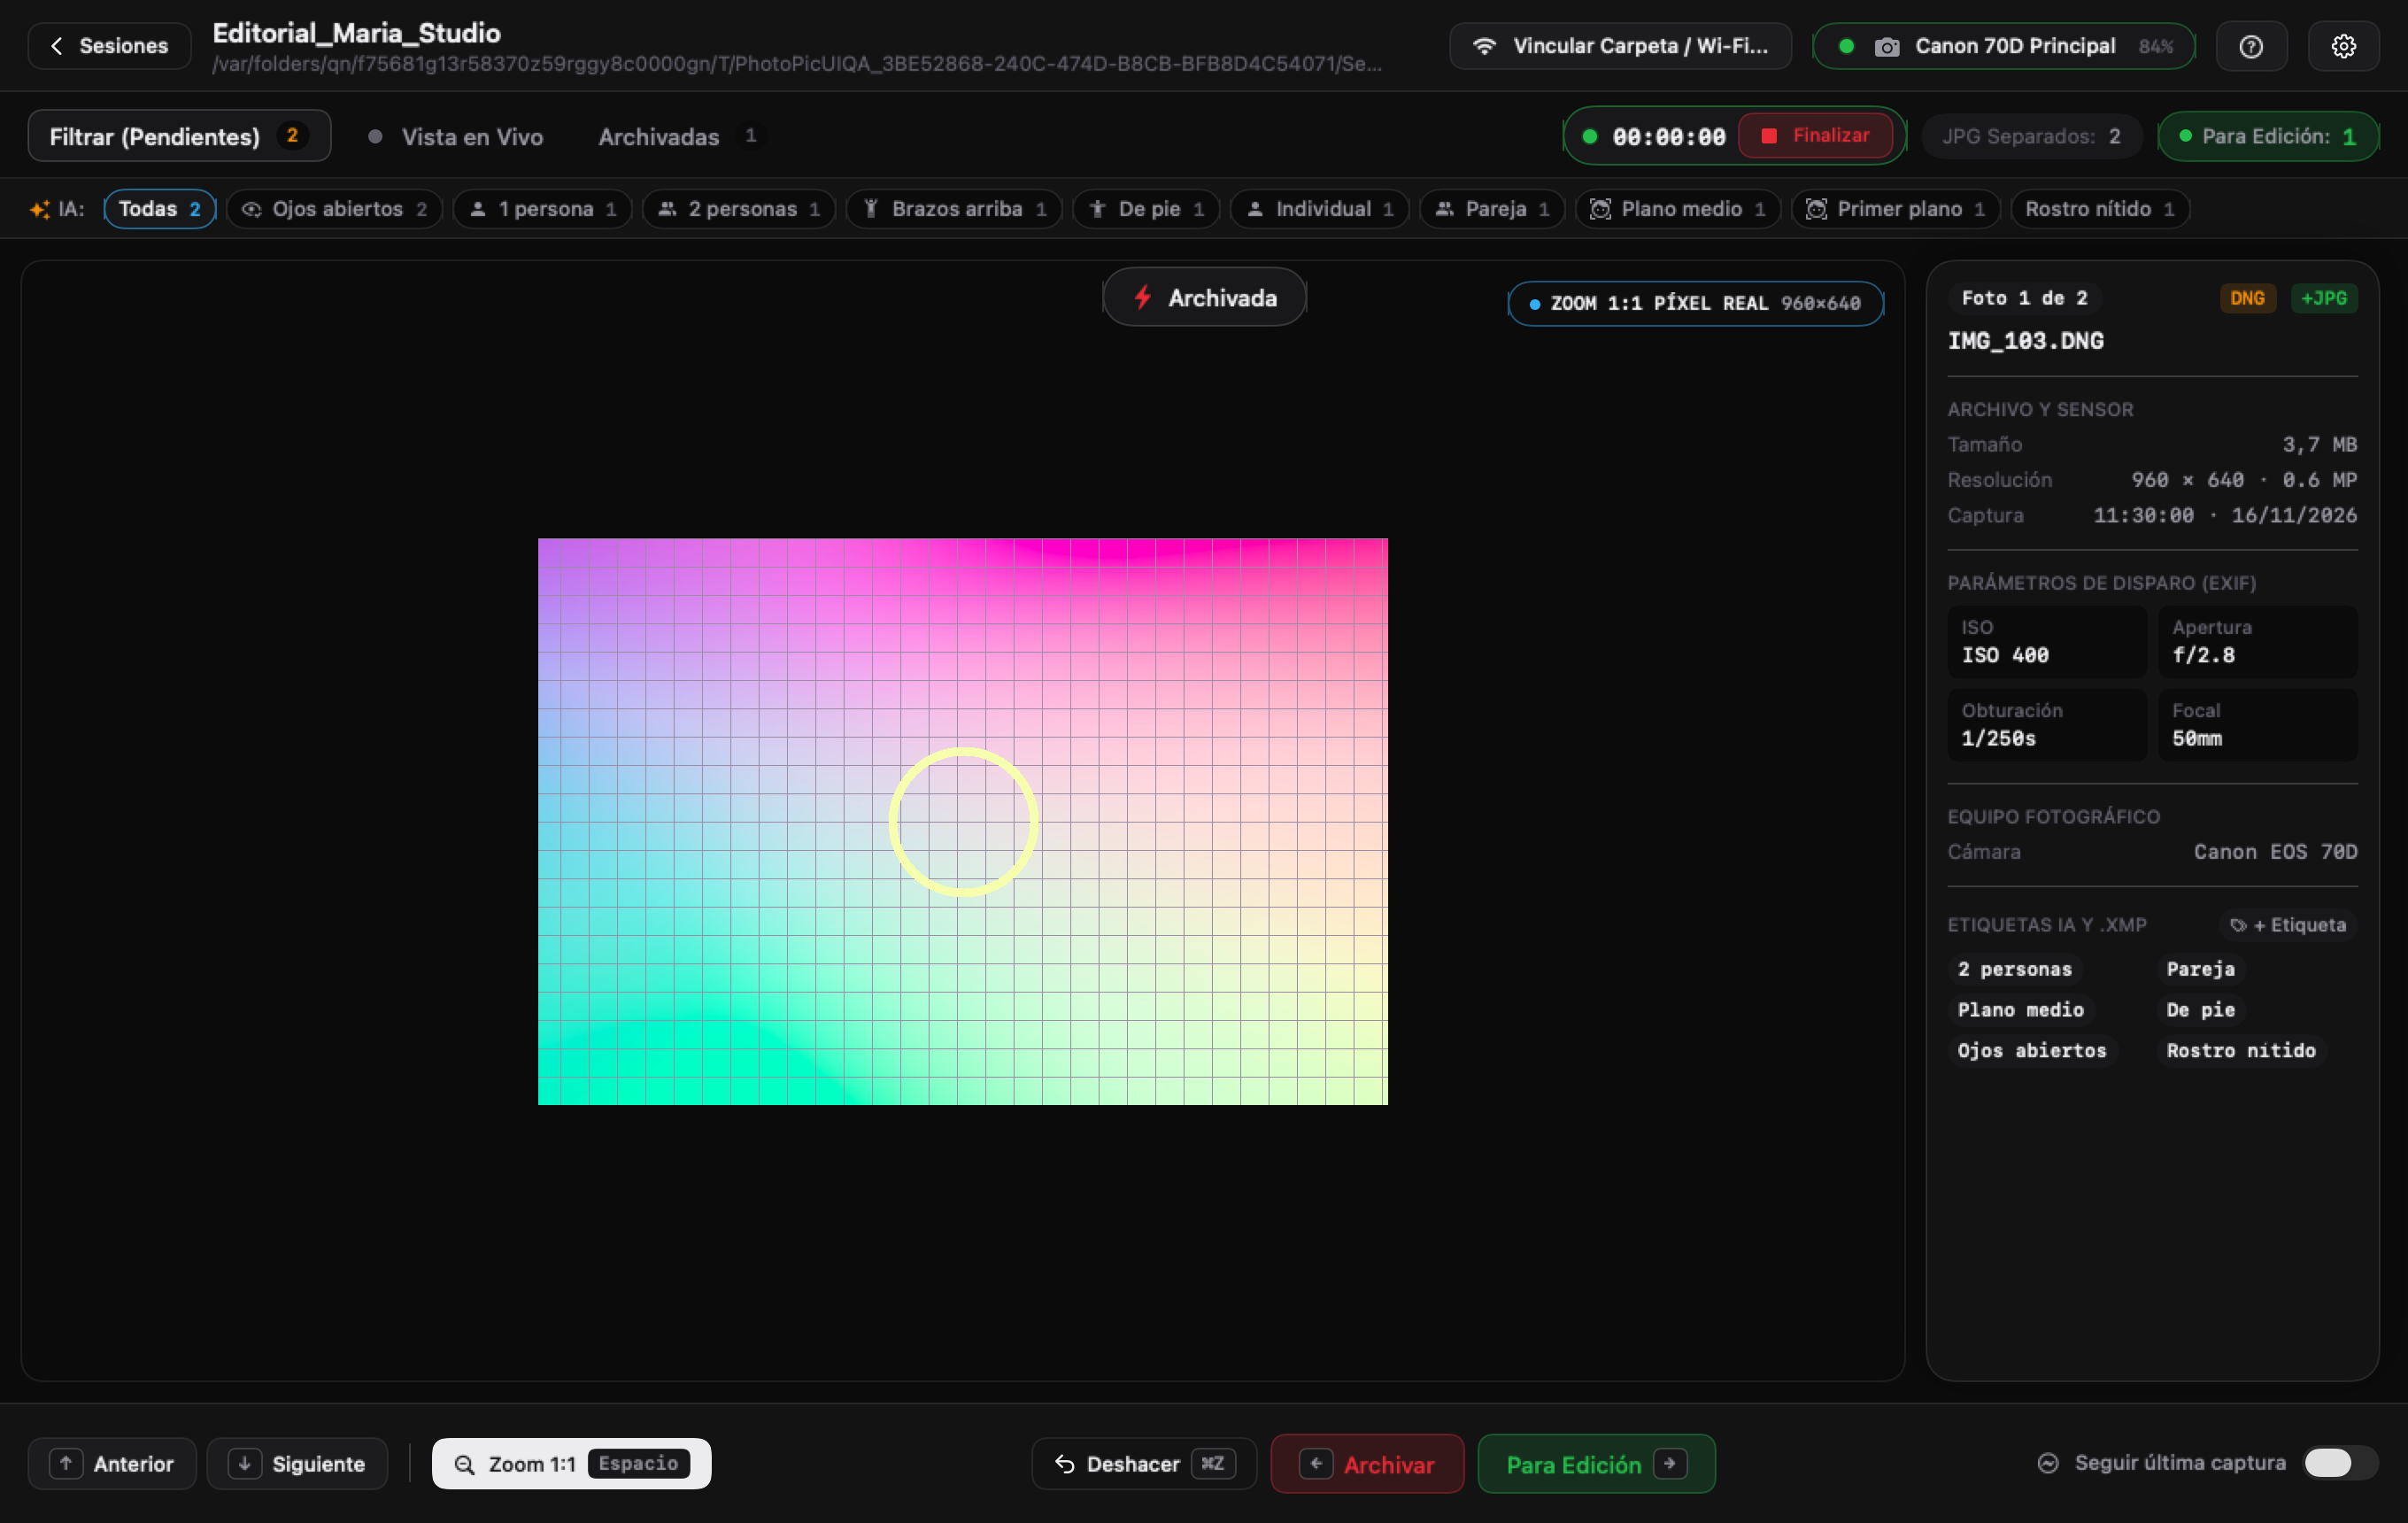 Sesiones
Editorial_Maria_Studio
/var/folders/qn/f75681g13r58370z59rggy8c0000gn/T/PhotoPicUIQA_3BE52868-240C-474D-B8CB-BFB8D4C54071/Se...
Vincular Carpeta / Wi-Fi...
Canon 70D Principal 84%
Filtrar (Pendientes) 2
Vista en Vivo
Archivadas 1
00:00:00
Finalizar
JPG Separados: 2
Para Edición: 1
IA:
Todas 2
Ojos abiertos 2
1 persona 1
2 personas 1
Brazos arriba 1
De pie 1
Individual 1
Pareja 1
Plano medio 1
Primer plano 1
Rostro nítido 1
Archivada
ZOOM 1:1 PÍXEL REAL 960×640
Foto 1 de 2
DNG
+JPG
IMG_103.DNG
ARCHIVO Y SENSOR
Tamaño 3,7 MB
Resolución 960 × 640 · 0.6 MP
Captura 11:30:00 · 16/11/2026
PARÁMETROS DE DISPARO (EXIF)
ISO
ISO 400
Apertura
f/2.8
Obturación
1/250s
Focal
50mm
EQUIPO FOTOGRÁFICO
Cámara Canon EOS 70D
ETIQUETAS IA Y .XMP
+ Etiqueta
2 personas
Pareja
Plano medio
De pie
Ojos abiertos
Rostro nítido
Anterior
Siguiente
Zoom 1:1 Espacio
Deshacer ⌘Z
Archivar
Para Edición
Seguir última captura